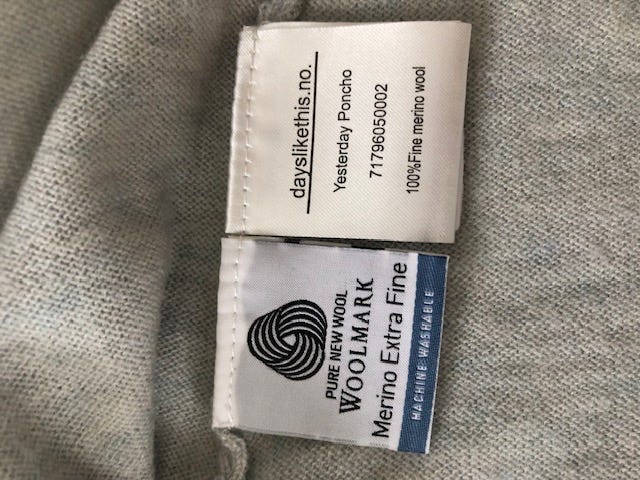 dayslikethis.no.
Yesterday Poncho
71796050002
100%Fine merino wool
PURE NEW WOOL
WOOLMARK
Merino Extra Fine
MACHINE WASHABLE